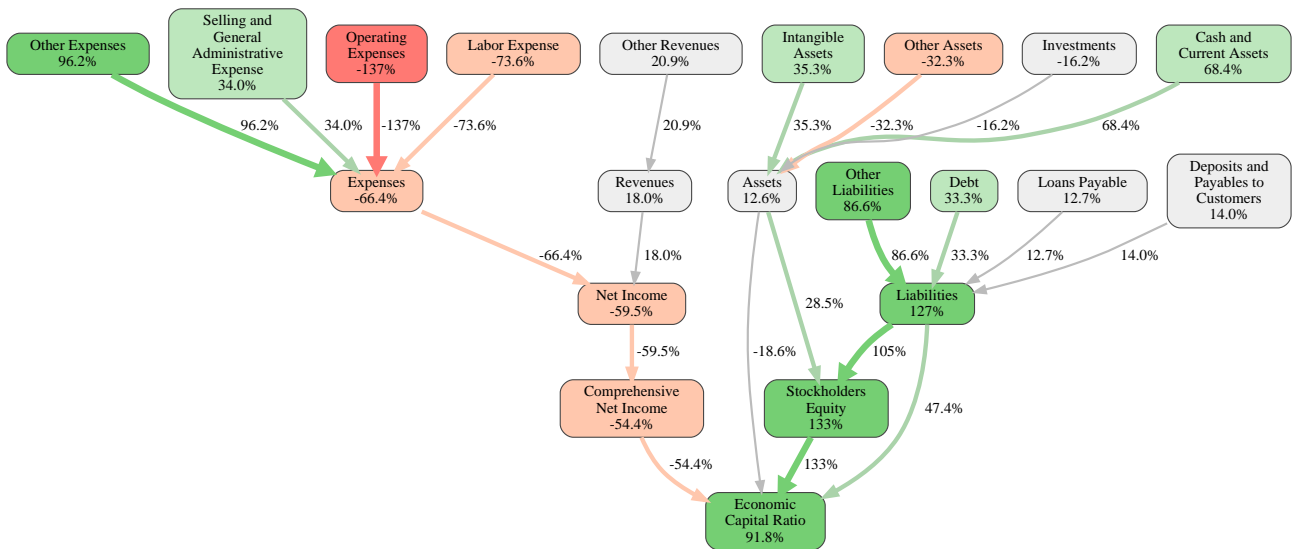 Other Expenses
96.2%
Selling and
General
Administrative
Expense
34.0%
Operating
Expenses
-137%
Labor Expense
-73.6%
Other Revenues
20.9%
Intangible
Assets
35.3%
Other Assets
-32.3%
Investments
-16.2%
Cash and
Current Assets
68.4%
96.2%
34.0%
-137%
-73.6%
20.9%
35.3%
-32.3%
-16.2%
68.4%
Expenses
-66.4%
Revenues
18.0%
Assets
12.6%
Other
Liabilities
86.6%
Debt
33.3%
Loans Payable
12.7%
Deposits and
Payables to
Customers
14.0%
-66.4%
18.0%
86.6%
33.3%
12.7%
14.0%
Net Income
-59.5%
28.5%
Liabilities
127%
-59.5%
-18.6%
105%
Comprehensive
Net Income
-54.4%
Stockholders
Equity
133%
47.4%
-54.4%
133%
Economic
Capital Ratio
91.8%